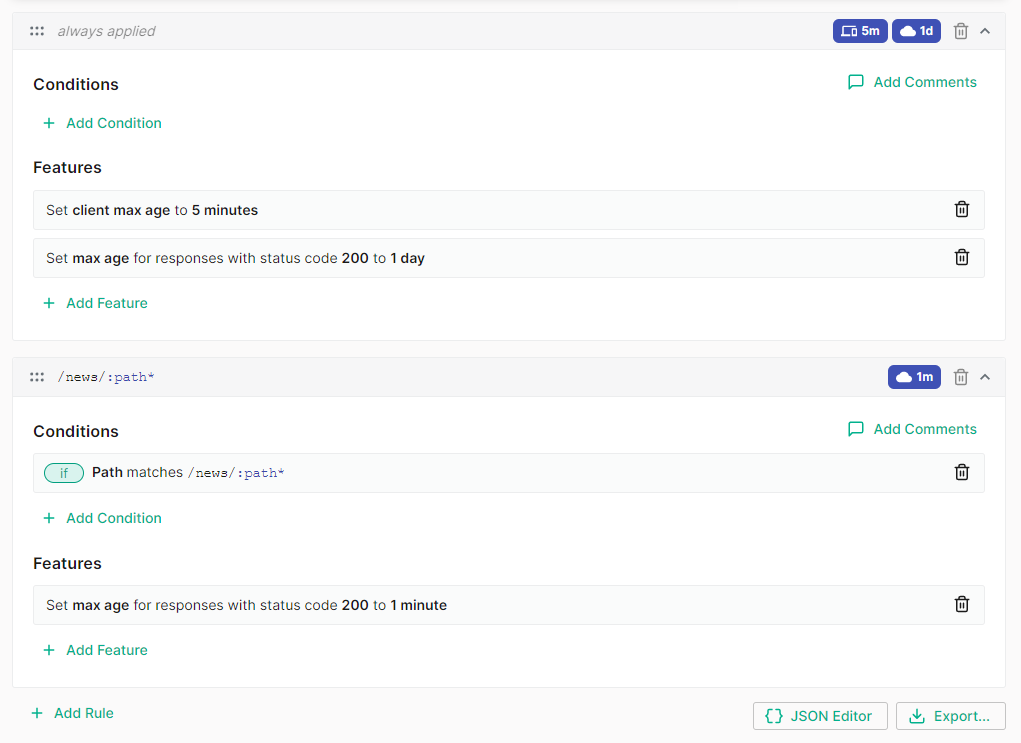 always applied 5m 1d
Conditions Add Comments
Add Condition
Features
Set client max age to 5 minutes
Set max age for responses with status code 200 to 1 day
Add Feature
/news/:path* 1m
Conditions Add Comments
if Path matches /news/:path*
Add Condition
Features
Set max age for responses with status code 200 to 1 minute
Add Feature
Add Rule
{} JSON Editor Export...